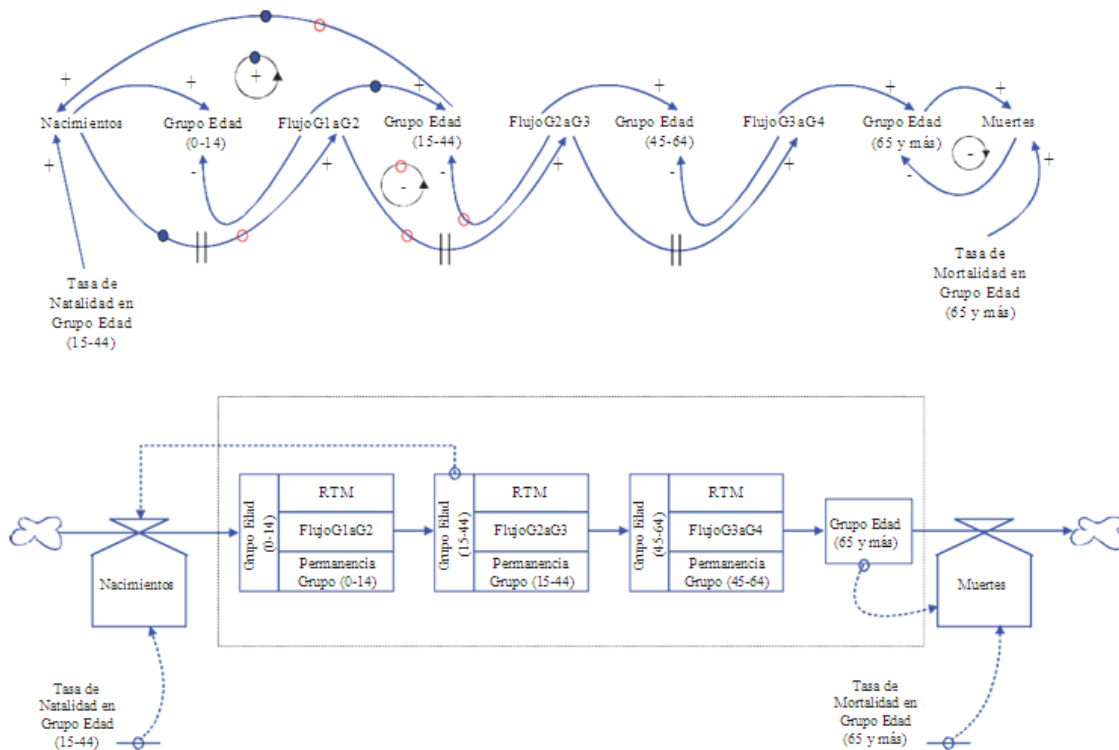 +
+
+
+
+
+
+
+
Nacimientos
Grupo Edad
(0-14)
FlujoG1aG2
Grupo Edad
(15-44)
FlujoG2aG3
Grupo Edad
(45-64)
FlujoG3aG4
Grupo Edad
(65 y más)
Muertes
+
-
+
-
-
+
-
+
-
-
+
Tasa de
Natalidad en
Grupo Edad
(15-44)
Tasa de
Mortalidad en
Grupo Edad
(65 y más)
Nacimientos
Grupo Edad
(0-14)
RTM
FlujoG1aG2
Permanencia
Grupo (0-14)
Grupo Edad
(15-44)
RTM
FlujoG2aG3
Permanencia
Grupo (15-44)
Grupo Edad
(45-64)
RTM
FlujoG3aG4
Permanencia
Grupo (45-64)
Grupo Edad
(65 y más)
Muertes
Tasa de
Natalidad en
Grupo Edad
(15-44)
Tasa de
Mortalidad en
Grupo Edad
(65 y más)